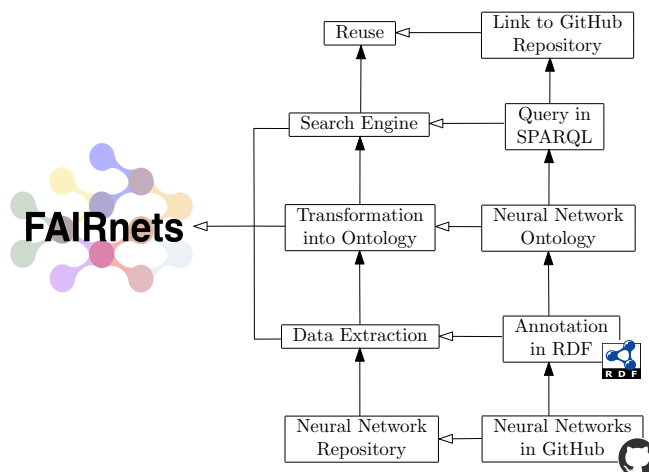 Reuse
Link to GitHub
Repository
Search Engine
Query in
SPARQL
FAIRnets
Transformation
into Ontology
Neural Network
Ontology
Data Extraction
Annotation
in RDF
RDF
Neural Network
Repository
Neural Networks
in GitHub